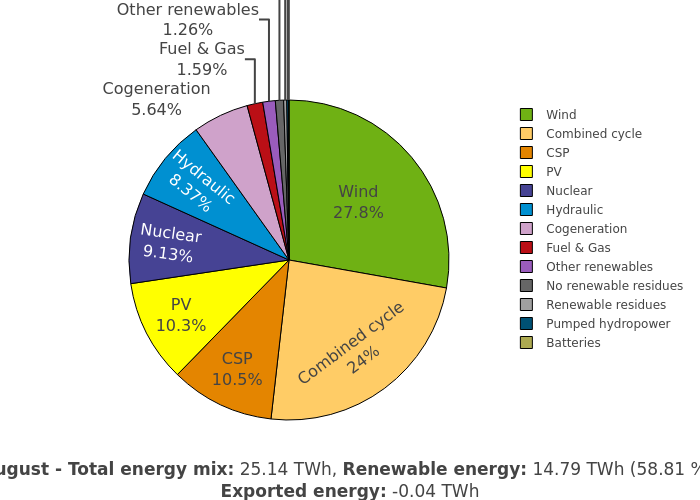 Other renewables
1.26%
Fuel & Gas
1.59%
Cogeneration
5.64%
Hydraulic
8.37%
Nuclear
9.13%
PV
10.3%
CSP
10.5%
Combined cycle
24%
Wind
27.8%
Wind
Combined cycle
CSP
PV
Nuclear
Hydraulic
Cogeneration
Fuel & Gas
Other renewables
No renewable residues
Renewable residues
Pumped hydropower
Batteries
ugust - Total energy mix: 25.14 TWh, Renewable energy: 14.79 TWh (58.81 %
Exported energy: -0.04 TWh